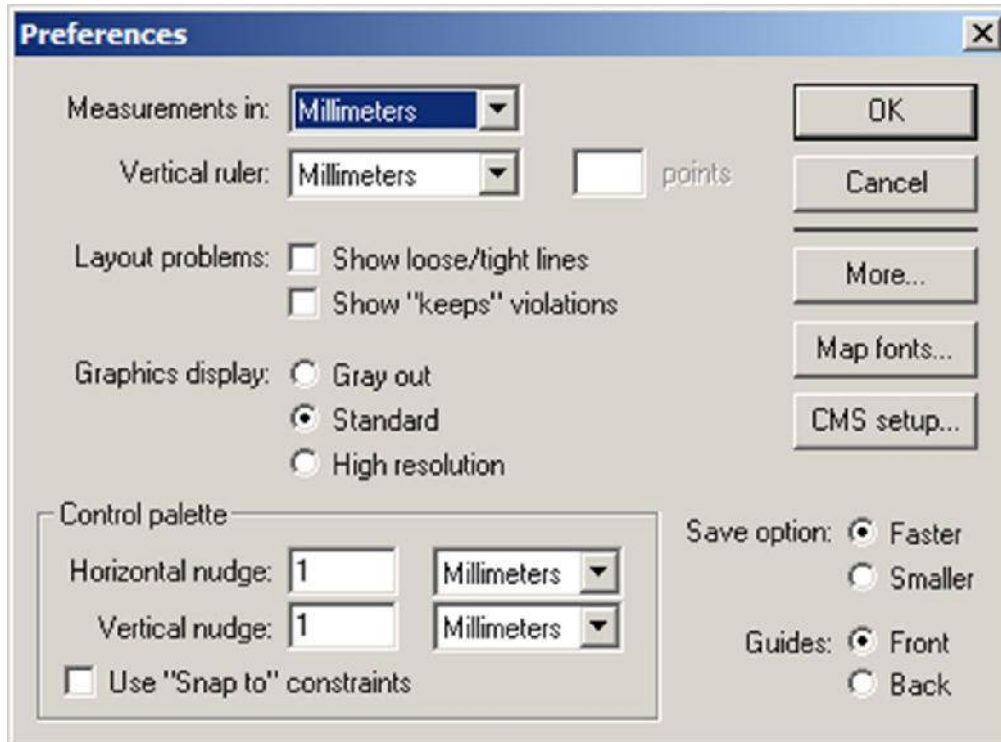 Preferences
Measurements in: Millimeters
OK
Vertical ruler: Millimeters points
Cancel
Layout problems: Show loose/tight lines
More...
Show "keeps" violations
Map fonts...
Graphics display: Gray out
Standard
CMS setup...
High resolution
Control palette
Save option: Faster
Horizontal nudge: 1 Millimeters
Smaller
Vertical nudge: 1 Millimeters
Guides: Front
Use "Snap to" constraints
Back